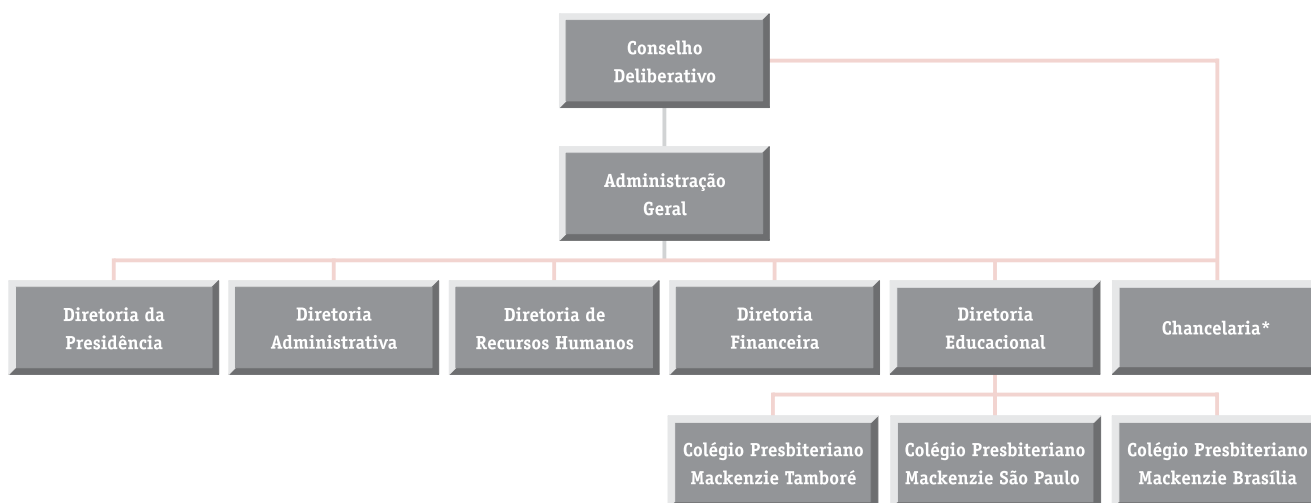 Conselho
Deliberativo
Administração
Geral
Diretoria da
Presidência
Diretoria
Administrativa
Diretoria de
Recursos Humanos
Diretoria
Financeira
Diretoria
Educacional
Chancelaria*
Colégio Presbiteriano
Mackenzie Tamboré
Colégio Presbiteriano
Mackenzie São Paulo
Colégio Presbiteriano
Mackenzie Brasília